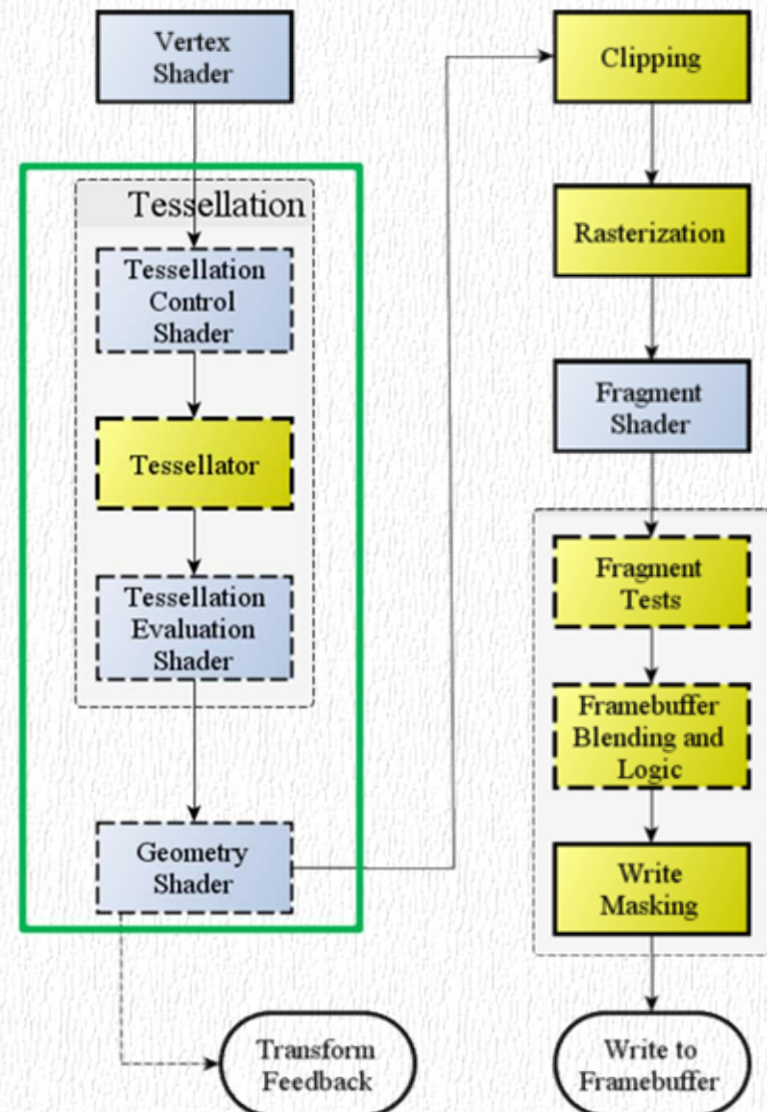 Vertex
Shader
Tessellation
Tessellation
Control
Shader
Tessellator
Tessellation
Evaluation
Shader
Geometry
Shader
Transform
Feedback
Clipping
Rasterization
Fragment
Shader
Fragment
Tests
Framebuffer
Blending and
Logic
Write
Masking
Write to
Framebuffer